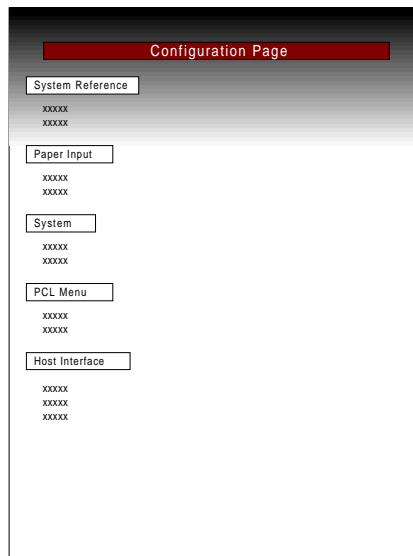 Configuration Page
System Reference
xxxxx
xxxxx
Paper Input
xxxxx
xxxxx
System
xxxxx
xxxxx
PCL Menu
xxxxx
xxxxx
Host Interface
xxxxx
xxxxx
xxxxx